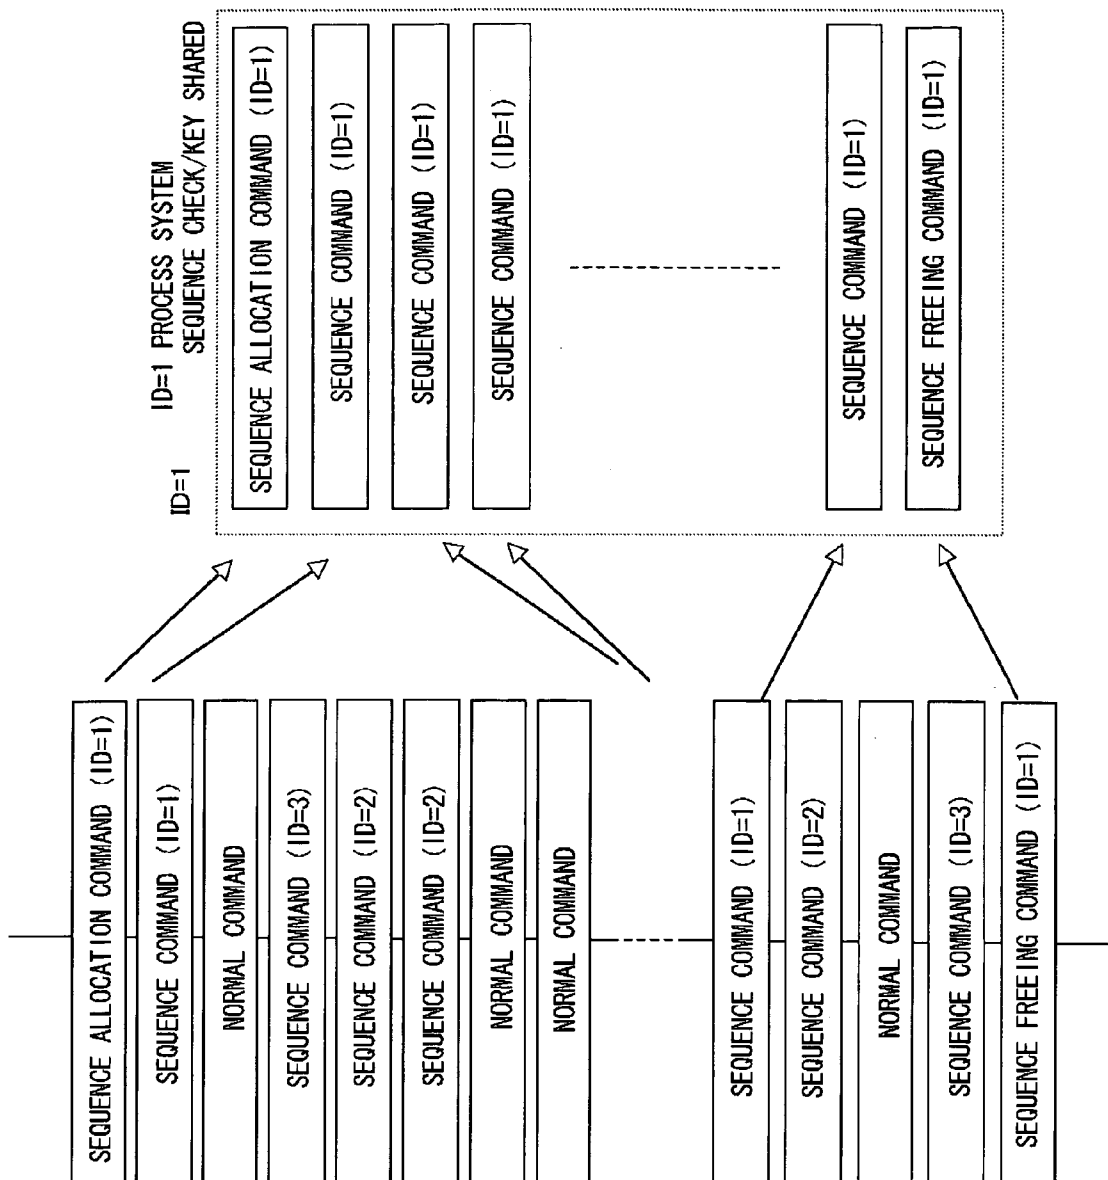 ID=1
ID=1 PROCESS SYSTEM
SEQUENCE CHECK/KEY SHARED
SEQUENCE ALLOCATION COMMAND (ID=1)
SEQUENCE COMMAND (ID=1)
SEQUENCE COMMAND (ID=1)
SEQUENCE COMMAND (ID=1)
SEQUENCE COMMAND (ID=1)
SEQUENCE FREEING COMMAND (ID=1)
SEQUENCE ALLOCATION COMMAND (ID=1)
SEQUENCE COMMAND (ID=1)
NORMAL COMMAND
SEQUENCE COMMAND (ID=3)
SEQUENCE COMMAND (ID=2)
SEQUENCE COMMAND (ID=2)
NORMAL COMMAND
NORMAL COMMAND
SEQUENCE COMMAND (ID=1)
SEQUENCE COMMAND (ID=2)
NORMAL COMMAND
SEQUENCE COMMAND (ID=3)
SEQUENCE FREEING COMMAND (ID=1)